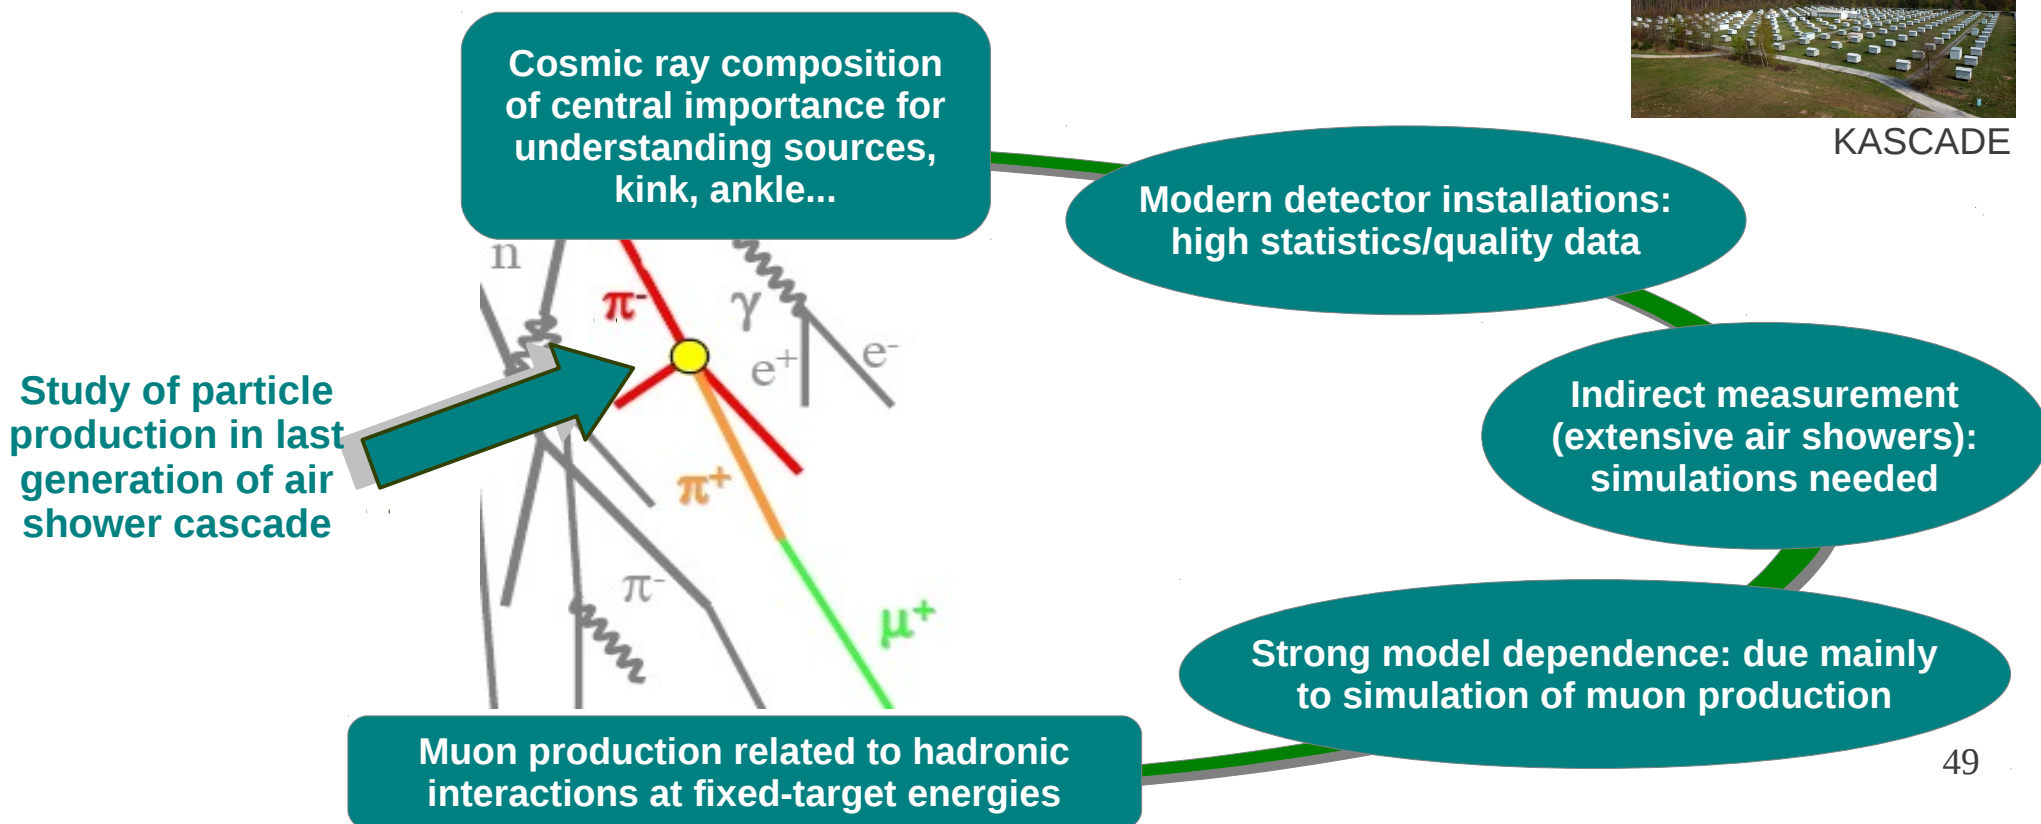 Cosmic ray composition
of central importance for
understanding sources,
kink, ankle...
KASCADE
Modern detector installations:
high statistics/quality data
n
π-
γ
e+
e-
Study of particle
production in last
generation of air
shower cascade
Indirect measurement
(extensive air showers):
simulations needed
π+
π-
μ+
Strong model dependence: due mainly
to simulation of muon production
Muon production related to hadronic
interactions at fixed-target energies
49